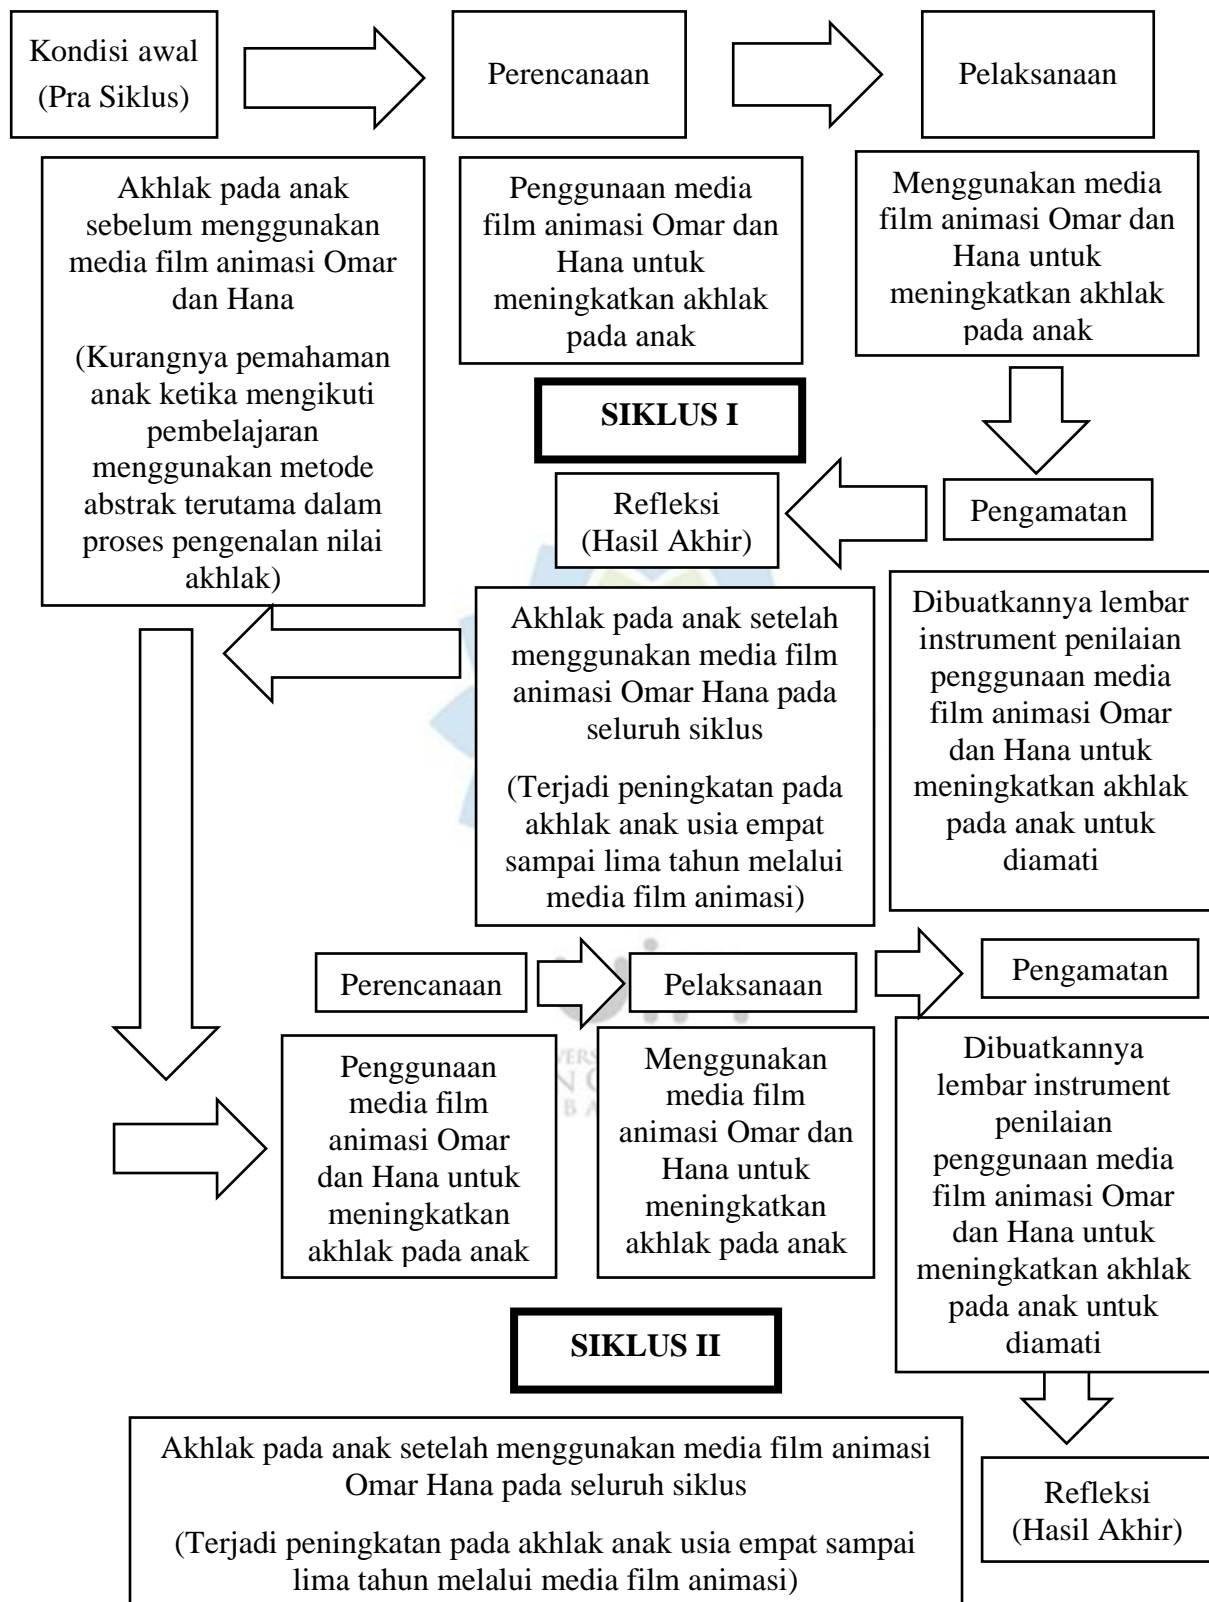 Kondisi awal
(Pra Siklus)
Perencanaan
Pelaksanaan
Akhlak pada anak
sebelum menggunakan
media film animasi Omar
dan Hana
(Kurangnya pemahaman
anak ketika mengikuti
pembelajaran
menggunakan metode
abstrak terutama dalam
proses pengenalan nilai
akhlak)
Penggunaan media
film animasi Omar dan
Hana untuk
meningkatkan akhlak
pada anak
Menggunakan media
film animasi Omar dan
Hana untuk
meningkatkan akhlak
pada anak
SIKLUS I
Pengamatan
Refleksi
(Hasil Akhir)
Dibuatkannya lembar
instrument penilaian
penggunaan media
film animasi Omar
dan Hana untuk
meningkatkan akhlak
pada anak untuk
diamati
Akhlak pada anak setelah
menggunakan media film
animasi Omar Hana pada
seluruh siklus
(Terjadi peningkatan pada
akhlak anak usia empat
sampai lima tahun melalui
media film animasi)
Perencanaan
Pelaksanaan
Pengamatan
Penggunaan
media film
animasi Omar
dan Hana untuk
meningkatkan
akhlak pada anak
Menggunakan
media film
animasi Omar dan
Hana untuk
meningkatkan
akhlak pada anak
Dibuatkannya
lembar instrument
penilaian
penggunaan media
film animasi Omar
dan Hana untuk
meningkatkan akhlak
pada anak untuk
diamati
SIKLUS II
Refleksi
(Hasil Akhir)
Akhlak pada anak setelah menggunakan media film animasi
Omar Hana pada seluruh siklus
(Terjadi peningkatan pada akhlak anak usia empat sampai
lima tahun melalui media film animasi)